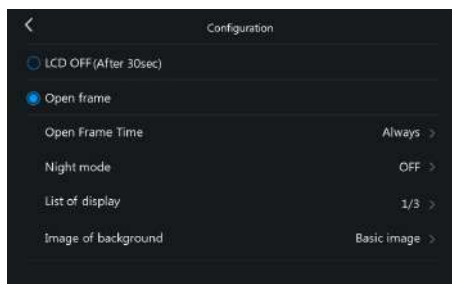 Configuration
LCD OFF(After 30sec)
Open frame
Open Frame Time Always
Night mode OFF
List of display 1/3
Image of background Basic image